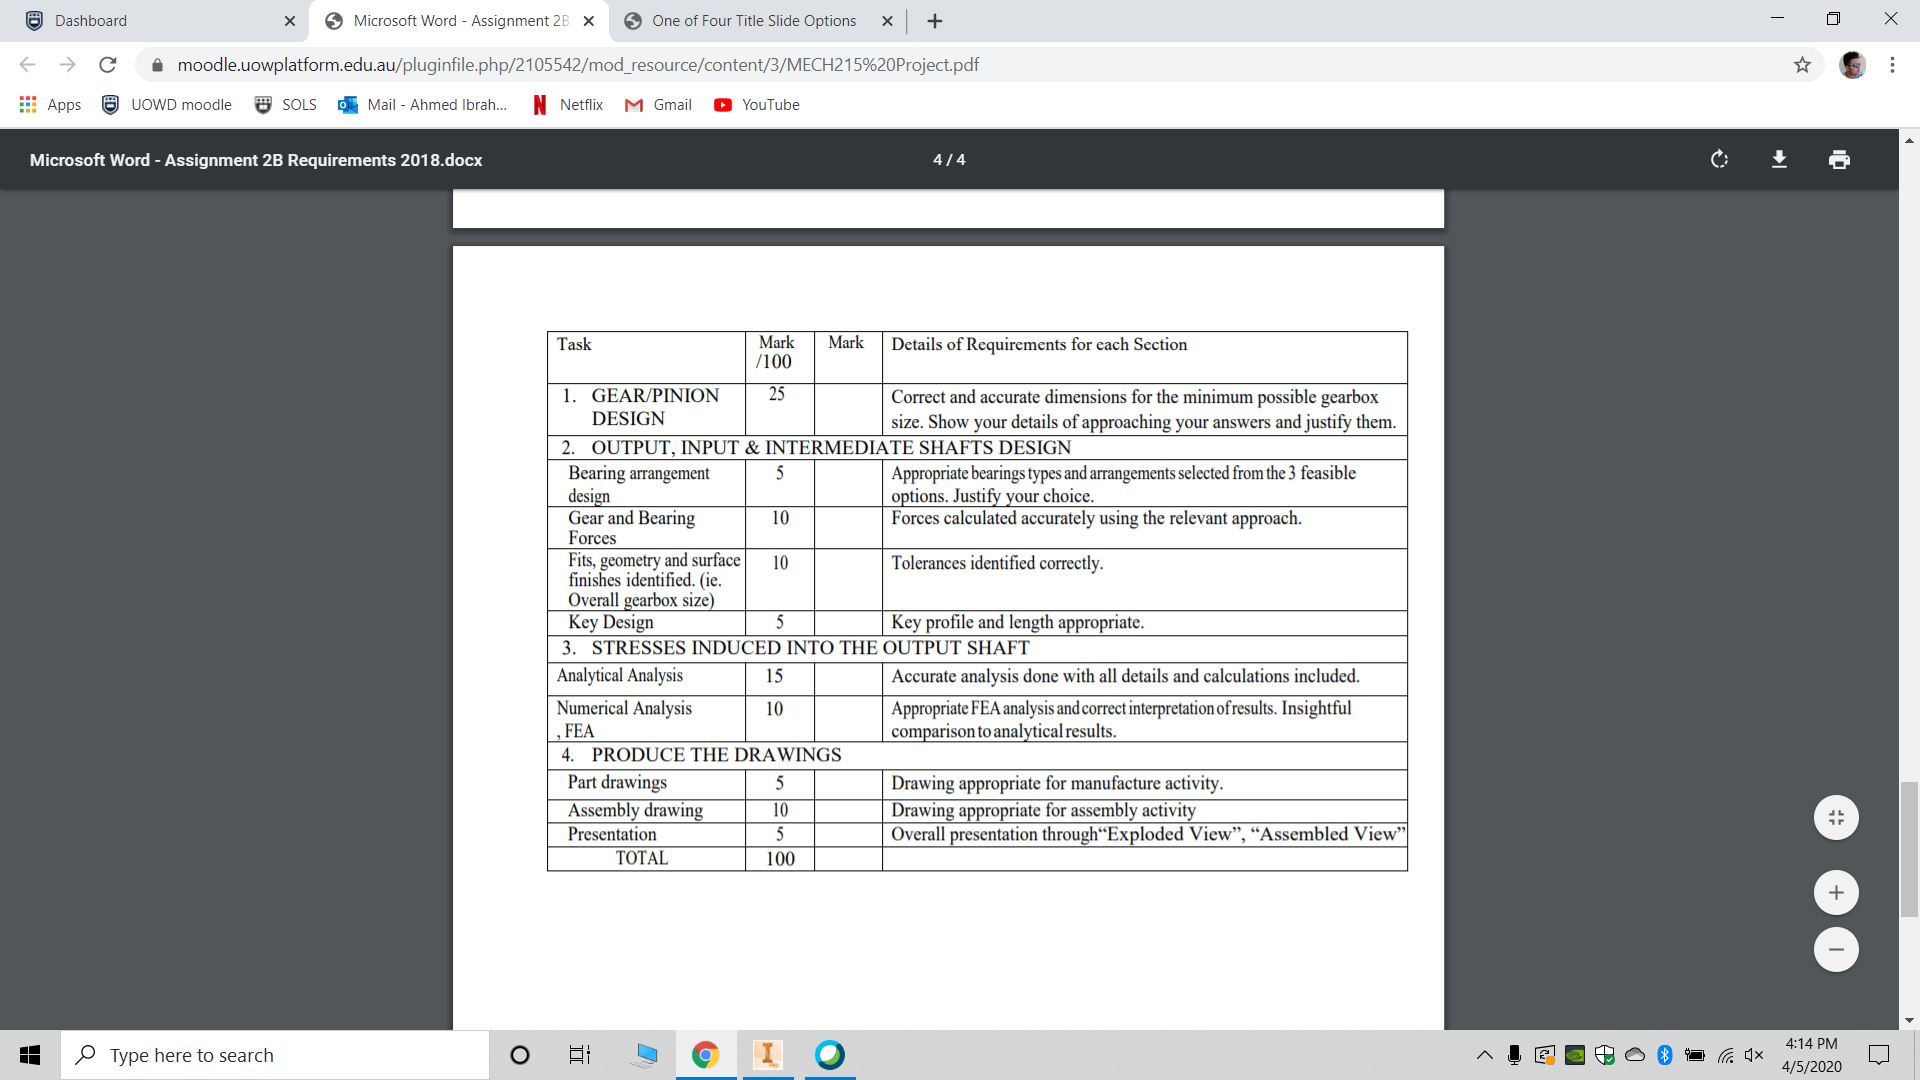 Dashboard
Microsoft Word - Assignment 2B
One of Four Title Slide Options
moodle.uowplatform.edu.au/pluginfile.php/2105542/mod_resource/content/3/MECH215%20Project.pdf
Apps
UOWD moodle
SOLS
Mail - Ahmed Ibrah...
Netflix
Gmail
YouTube
Microsoft Word - Assignment 2B Requirements 2018.docx
4 / 4
Task
Mark
/100
Mark
Details of Requirements for each Section
1. GEAR/PINION
DESIGN
25
Correct and accurate dimensions for the minimum possible gearbox
size. Show your details of approaching your answers and justify them.
2. OUTPUT, INPUT & INTERMEDIATE SHAFTS DESIGN
Bearing arrangement
design
5
Appropriate bearings types and arrangements selected from the 3 feasible
options. Justify your choice.
Gear and Bearing
Forces
10
Forces calculated accurately using the relevant approach.
Fits, geometry and surface
finishes identified. (ie.
Overall gearbox size)
10
Tolerances identified correctly.
Key Design
5
Key profile and length appropriate.
3. STRESSES INDUCED INTO THE OUTPUT SHAFT
Analytical Analysis
15
Accurate analysis done with all details and calculations included.
Numerical Analysis
, FEA
10
Appropriate FEA analysis and correct interpretation of results. Insightful
comparison to analytical results.
4. PRODUCE THE DRAWINGS
Part drawings
5
Drawing appropriate for manufacture activity.
Assembly drawing
10
Drawing appropriate for assembly activity
Presentation
5
Overall presentation through“Exploded View”, “Assembled View”
TOTAL
100
Type here to search
4:14 PM
4/5/2020